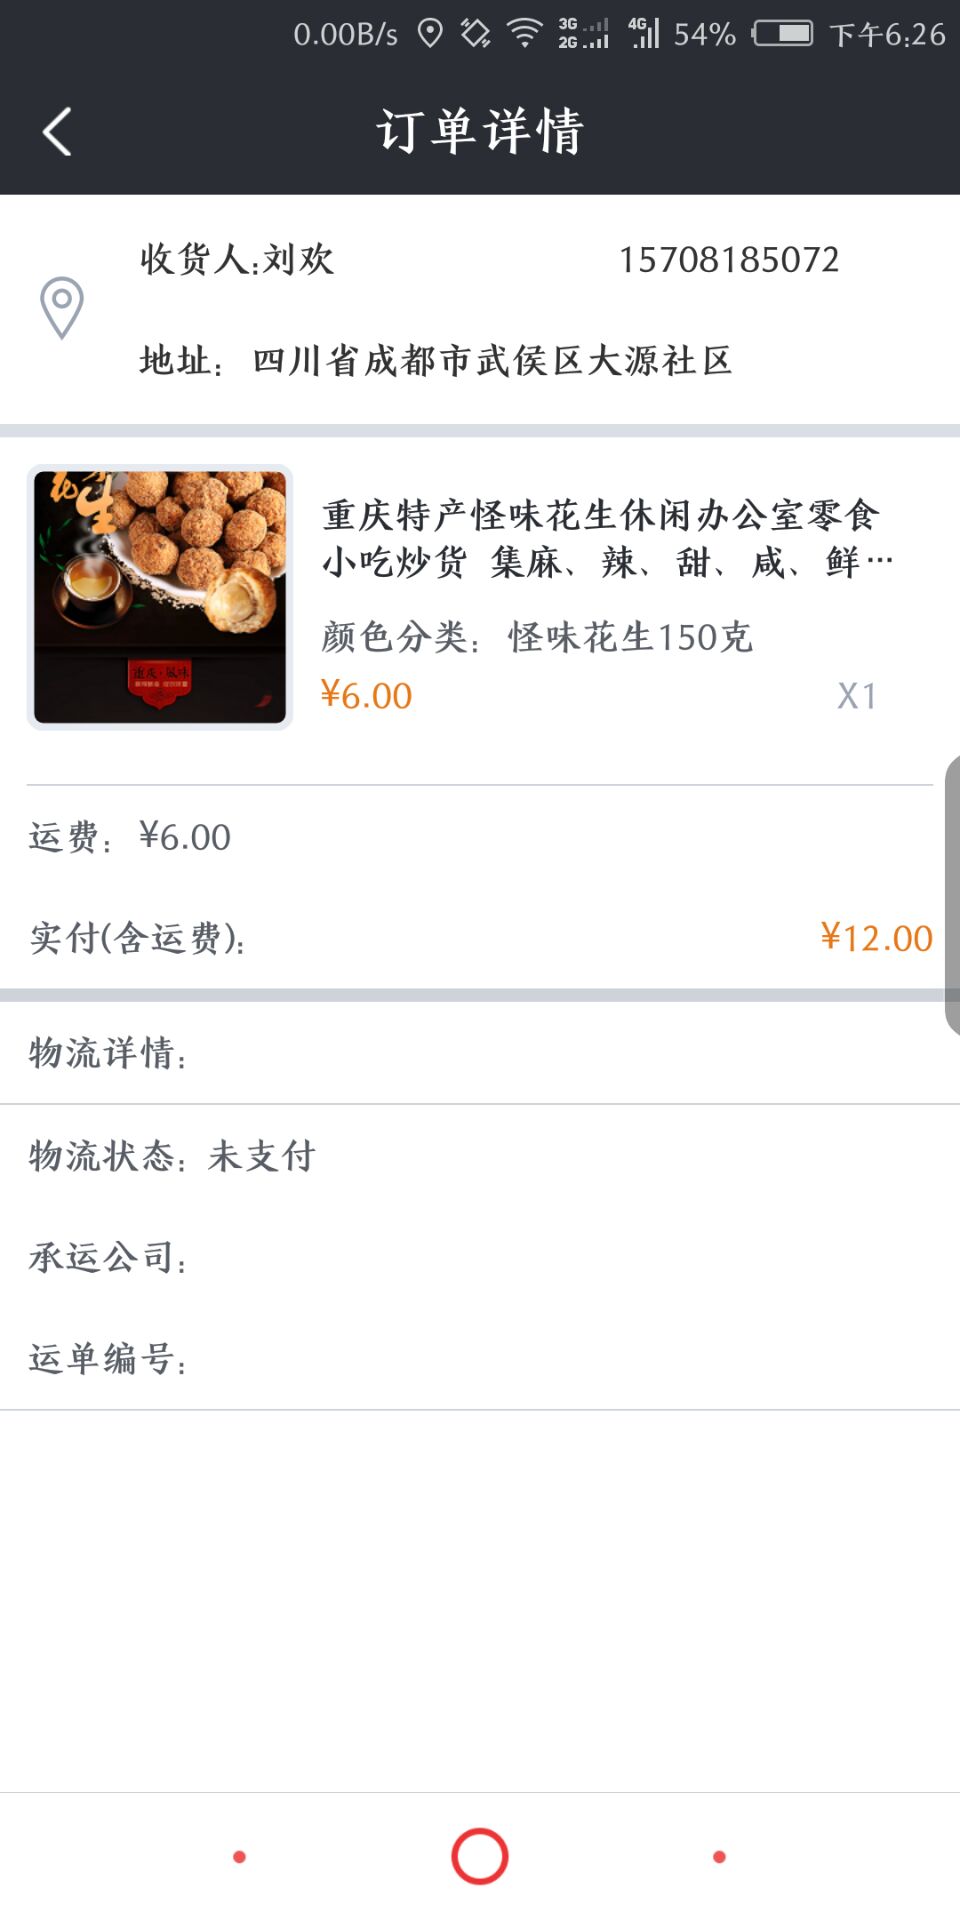 0.00B/s 3G 2G 4G 54% 下午6:26
订单详情
收货人:刘欢 15708185072
地址：四川省成都市武侯区大源社区
花生
重庆特产怪味花生休闲办公室零食
小吃炒货 集麻、辣、甜、咸、鲜…
颜色分类：怪味花生150克
¥6.00 X1
重庆·風味
运费：¥6.00
实付(含运费)： ¥12.00
物流详情：
物流状态：未支付
承运公司：
运单编号：